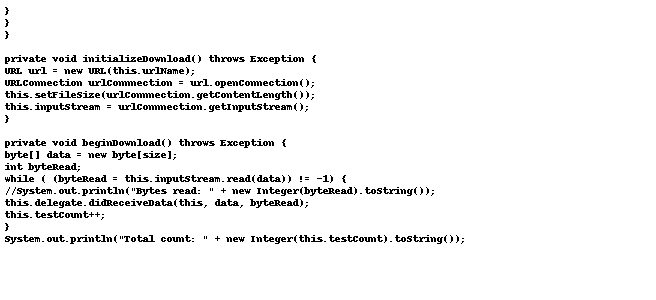 }
}
}
private void initializeDownload() throws Exception {
URL url = new URL(this.urlName);
URLConnection urlConnection = url.openConnection();
this.setFileSize(urlConnection.getContentLength());
this.inputStream = urlConnection.getInputStream();
}
private void beginDownload() throws Exception {
byte[] data = new byte[size];
int byteRead;
while ( (byteRead = this.inputStream.read(data)) != -1) {
//System.out.println("Bytes read: " + new Integer(byteRead).toString());
this.delegate.didReceiveData(this, data, byteRead);
this.testCount++;
}
System.out.println("Total count: " + new Integer(this.testCount).toString());